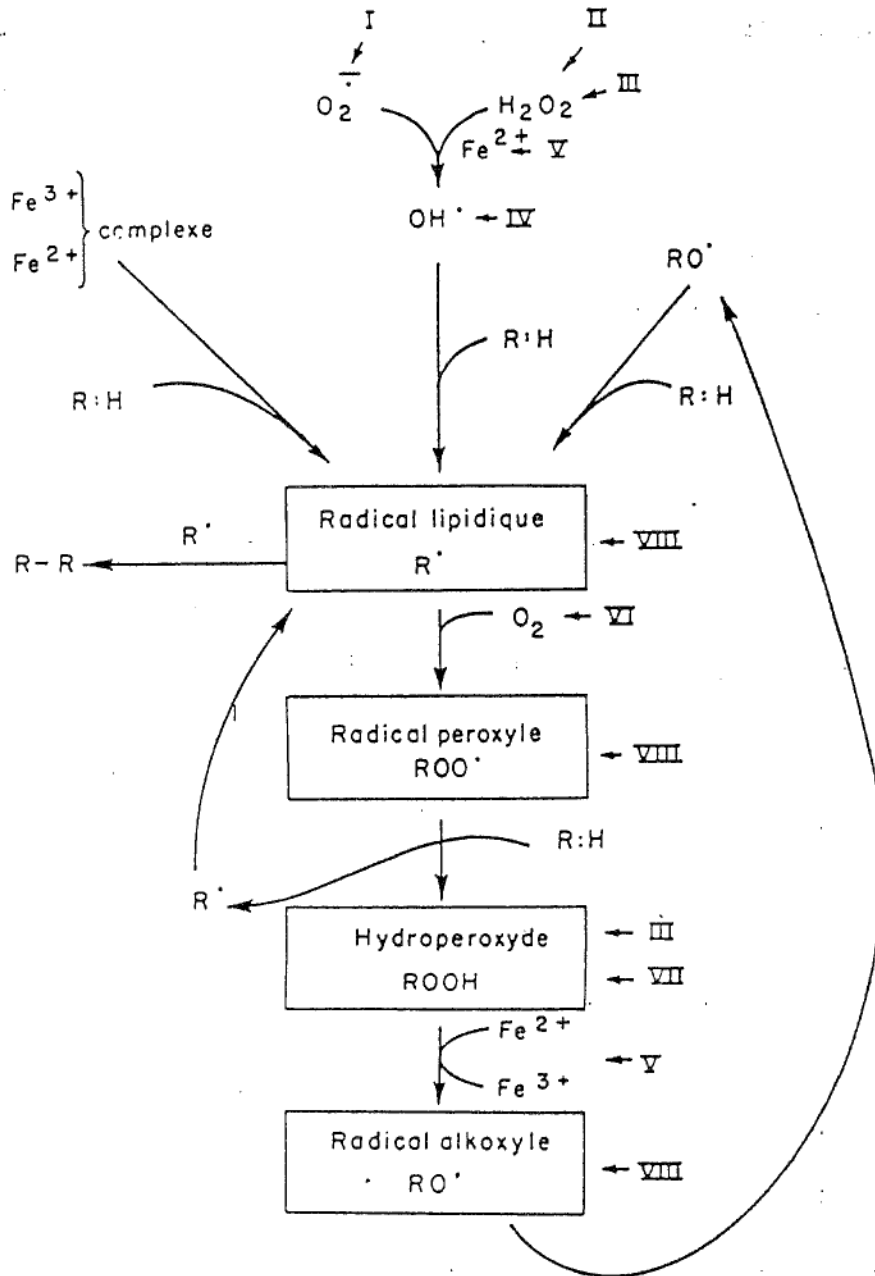 I
II
O₂·⁻
H₂O₂
III
Fe²⁺
V
Fe³⁺
complexe
Fe²⁺
OH·
IV
RO·
R:H
R:H
R:H
Radical lipidique
R·
VIII
R·
R-R
O₂
VI
Radical peroxyle
ROO·
VIII
R:H
R·
Hydroperoxyde
ROOH
III
VII
Fe²⁺
Fe³⁺
V
Radical alkoxyle
RO·
VIII